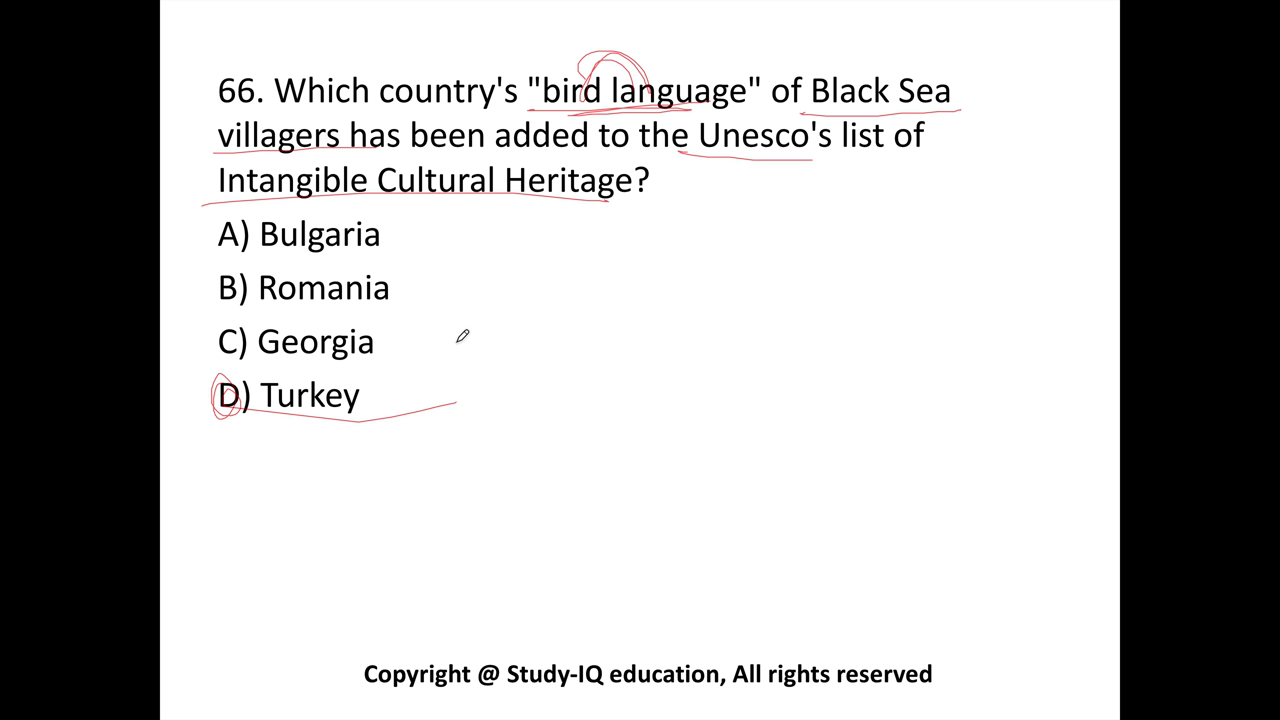 66. Which country's "bird language" of Black Sea
villagers has been added to the Unesco's list of
Intangible Cultural Heritage?
A) Bulgaria
B) Romania
C) Georgia
D) Turkey
Copyright @ Study-IQ education, All rights reserved